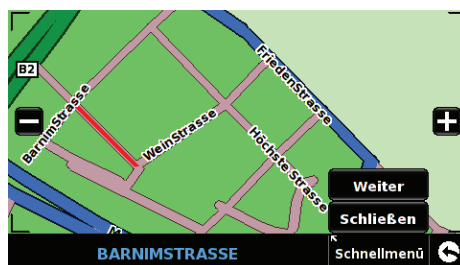 B2
FriedenStrasse
BarnimStrasse
WeinStrasse
Höchste Strasse
Weiter
Schließen
BARNIMSTRASSE
Schnellmenü